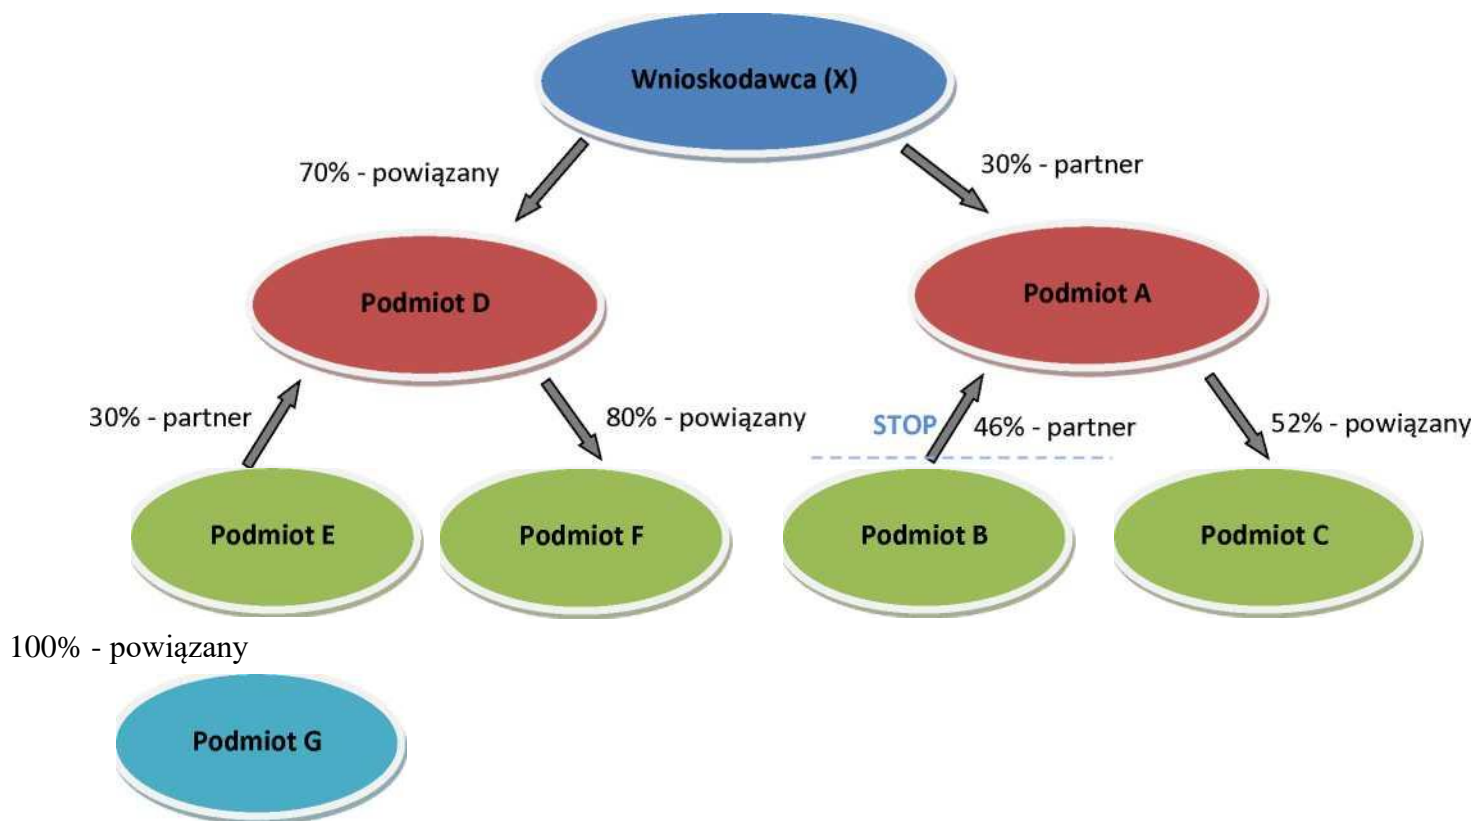 Wnioskodawca (X)
70% - powiązany
30% - partner
Podmiot D
Podmiot A
30% - partner
80% - powiązany
STOP
46% - partner
52% - powiązany
Podmiot E
Podmiot F
Podmiot B
Podmiot C
100% - powiązany
Podmiot G